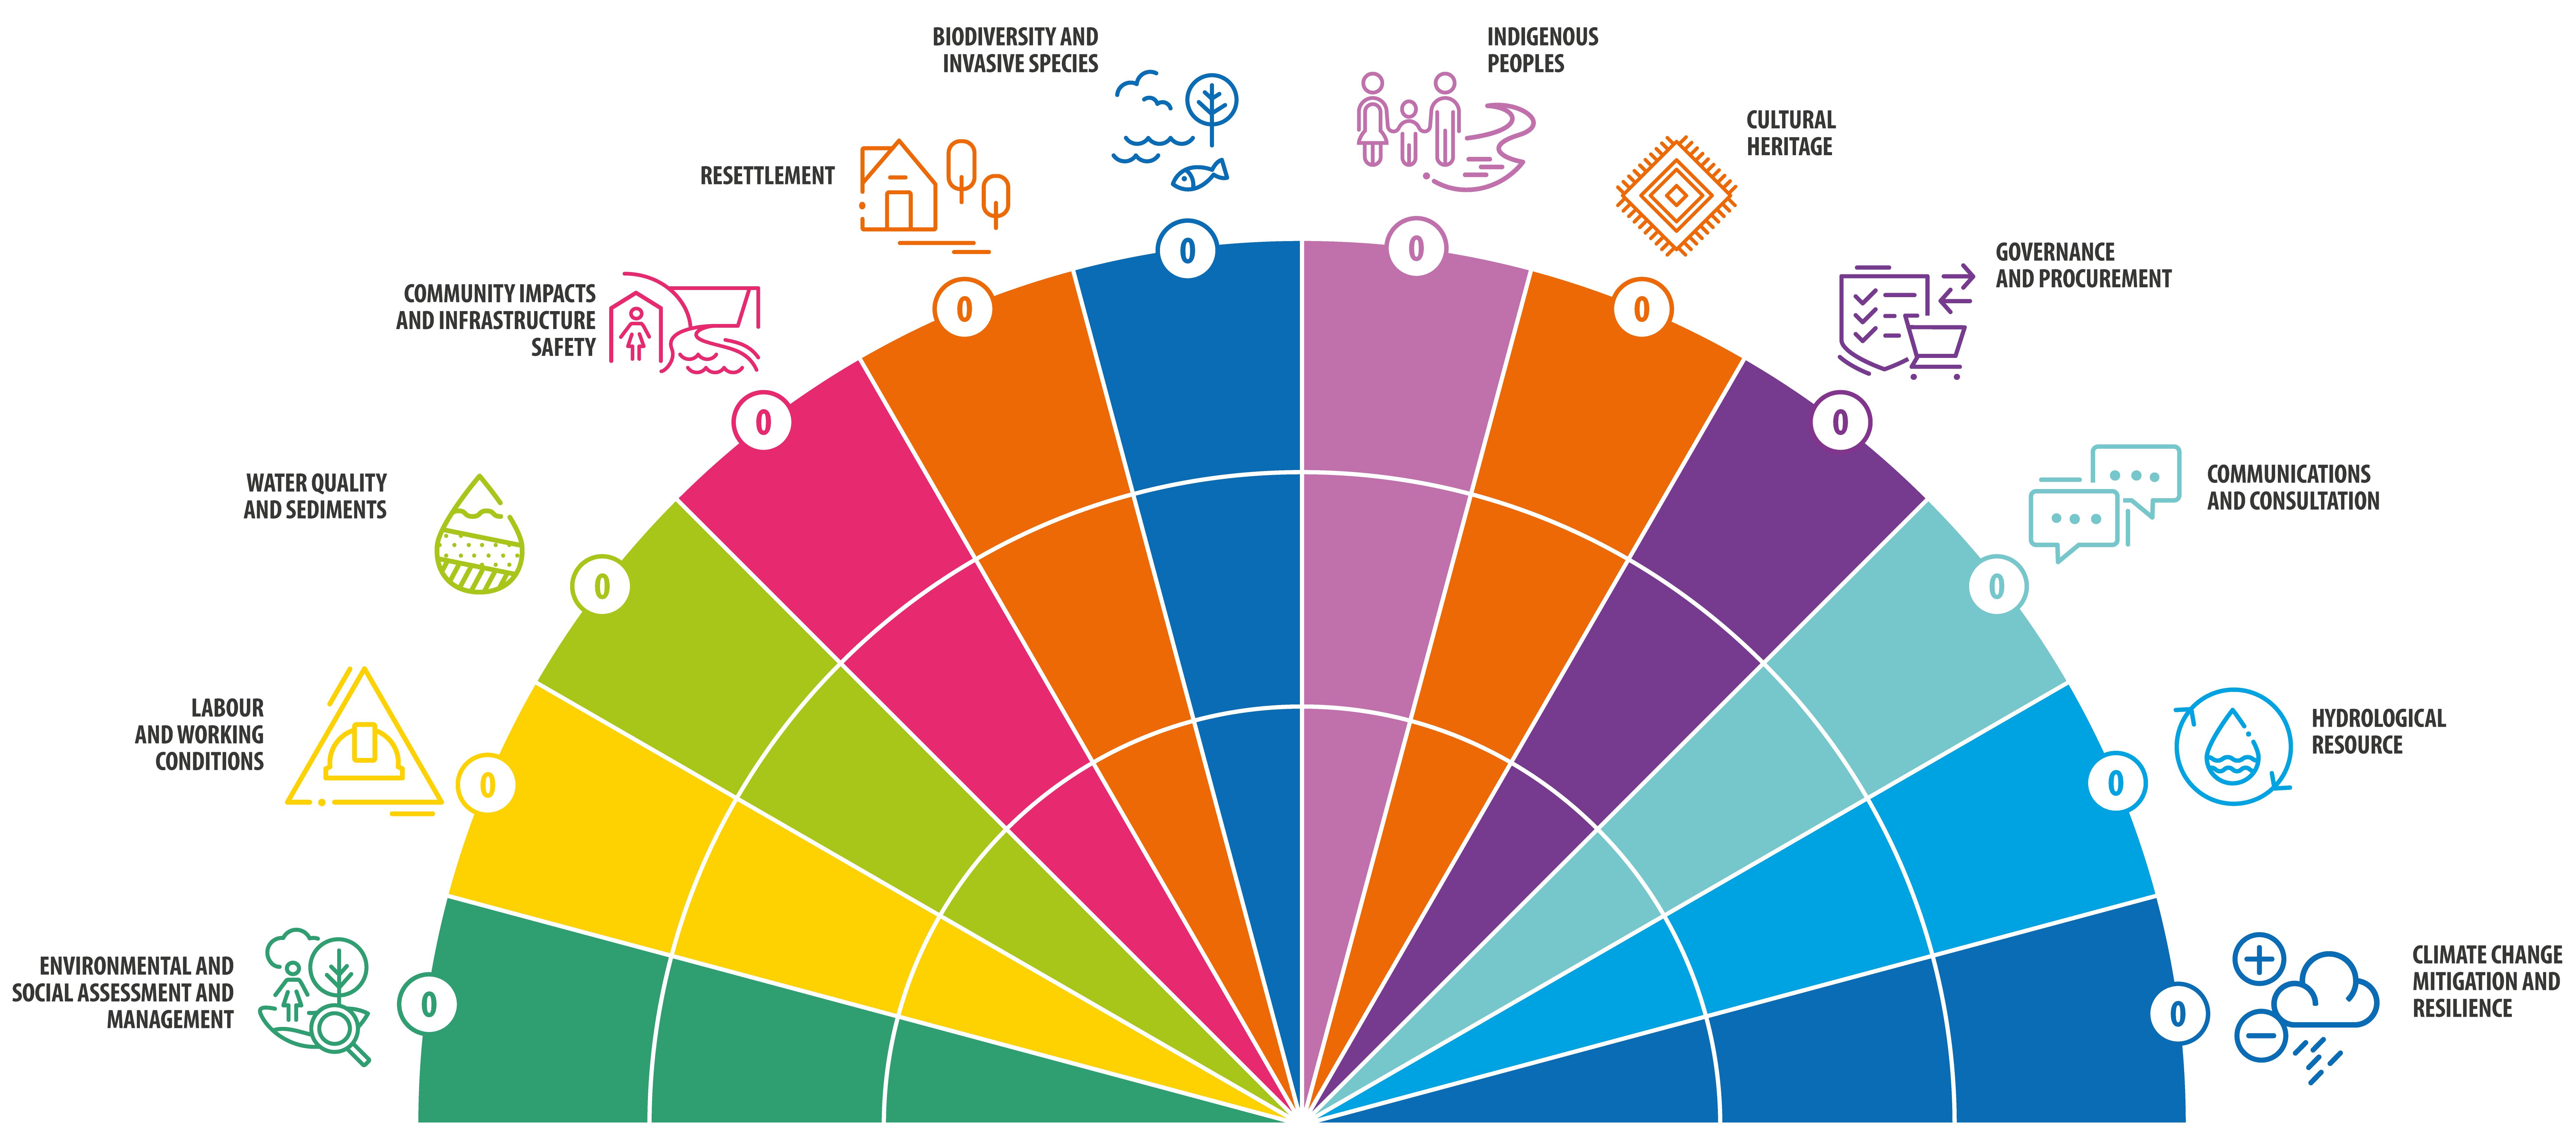 BIODIVERSITY AND
INVASIVE SPECIES
INDIGENOUS
PEOPLES
CULTURAL
HERITAGE
RESETTLEMENT
GOVERNANCE
AND PROCUREMENT
COMMUNITY IMPACTS
AND INFRASTRUCTURE
SAFETY
WATER QUALITY
AND SEDIMENTS
COMMUNICATIONS
AND CONSULTATION
LABOUR
AND WORKING
CONDITIONS
HYDROLOGICAL
RESOURCE
ENVIRONMENTAL AND
SOCIAL ASSESSMENT AND
MANAGEMENT
CLIMATE CHANGE
MITIGATION AND
RESILIENCE
0
0
0
0
0
0
0
0
0
0
0
0